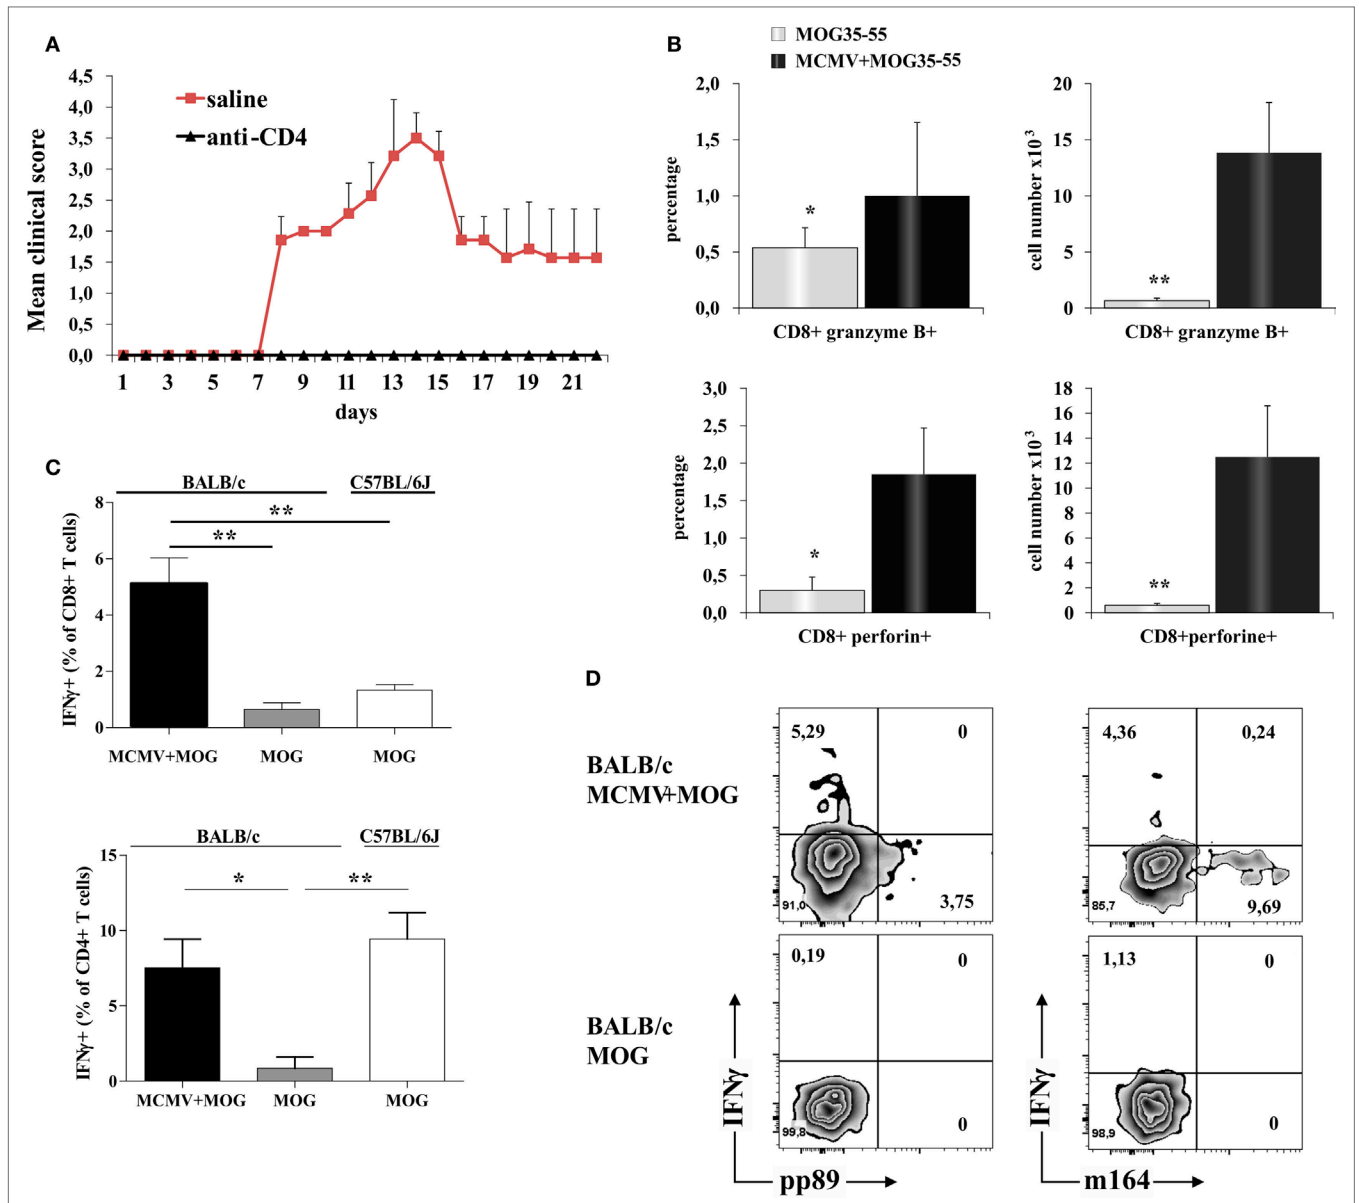 A
4,5
4,0
3,5
3,0
2,5
2,0
1,5
1,0
0,5
0,0
Mean clinical score
saline
anti-CD4
1 3 5 7 9 11 13 15 17 19 21
days
B
MOG35-55
MCMV+MOG35-55
2,0
1,5
1,0
0,5
0,0
percentage
*
CD8+ granzyme B+
20
15
10
5
0
cell number x10³
**
CD8+ granzyme B+
3,0
2,5
2,0
1,5
1,0
0,5
0,0
percentage
*
CD8+ perforin+
18
16
14
12
10
8
6
4
2
0
cell number x10³
**
CD8+perforine+
C
BALB/c C57BL/6J
8
6
4
2
0
IFNγ+ (% of CD8+ T cells)
**
**
MCMV+MOG MOG MOG
BALB/c C57BL/6J
15
10
5
0
IFNγ+ (% of CD4+ T cells)
* **
MCMV+MOG MOG MOG
D
BALB/c
MCMV+MOG
5,29 0
91,0 3,75
4,36 0,24
85,7 9,69
BALB/c
MOG
0,19 0
99,8 0
1,13 0
98,9 0
IFNγ
pp89
IFNγ
m164